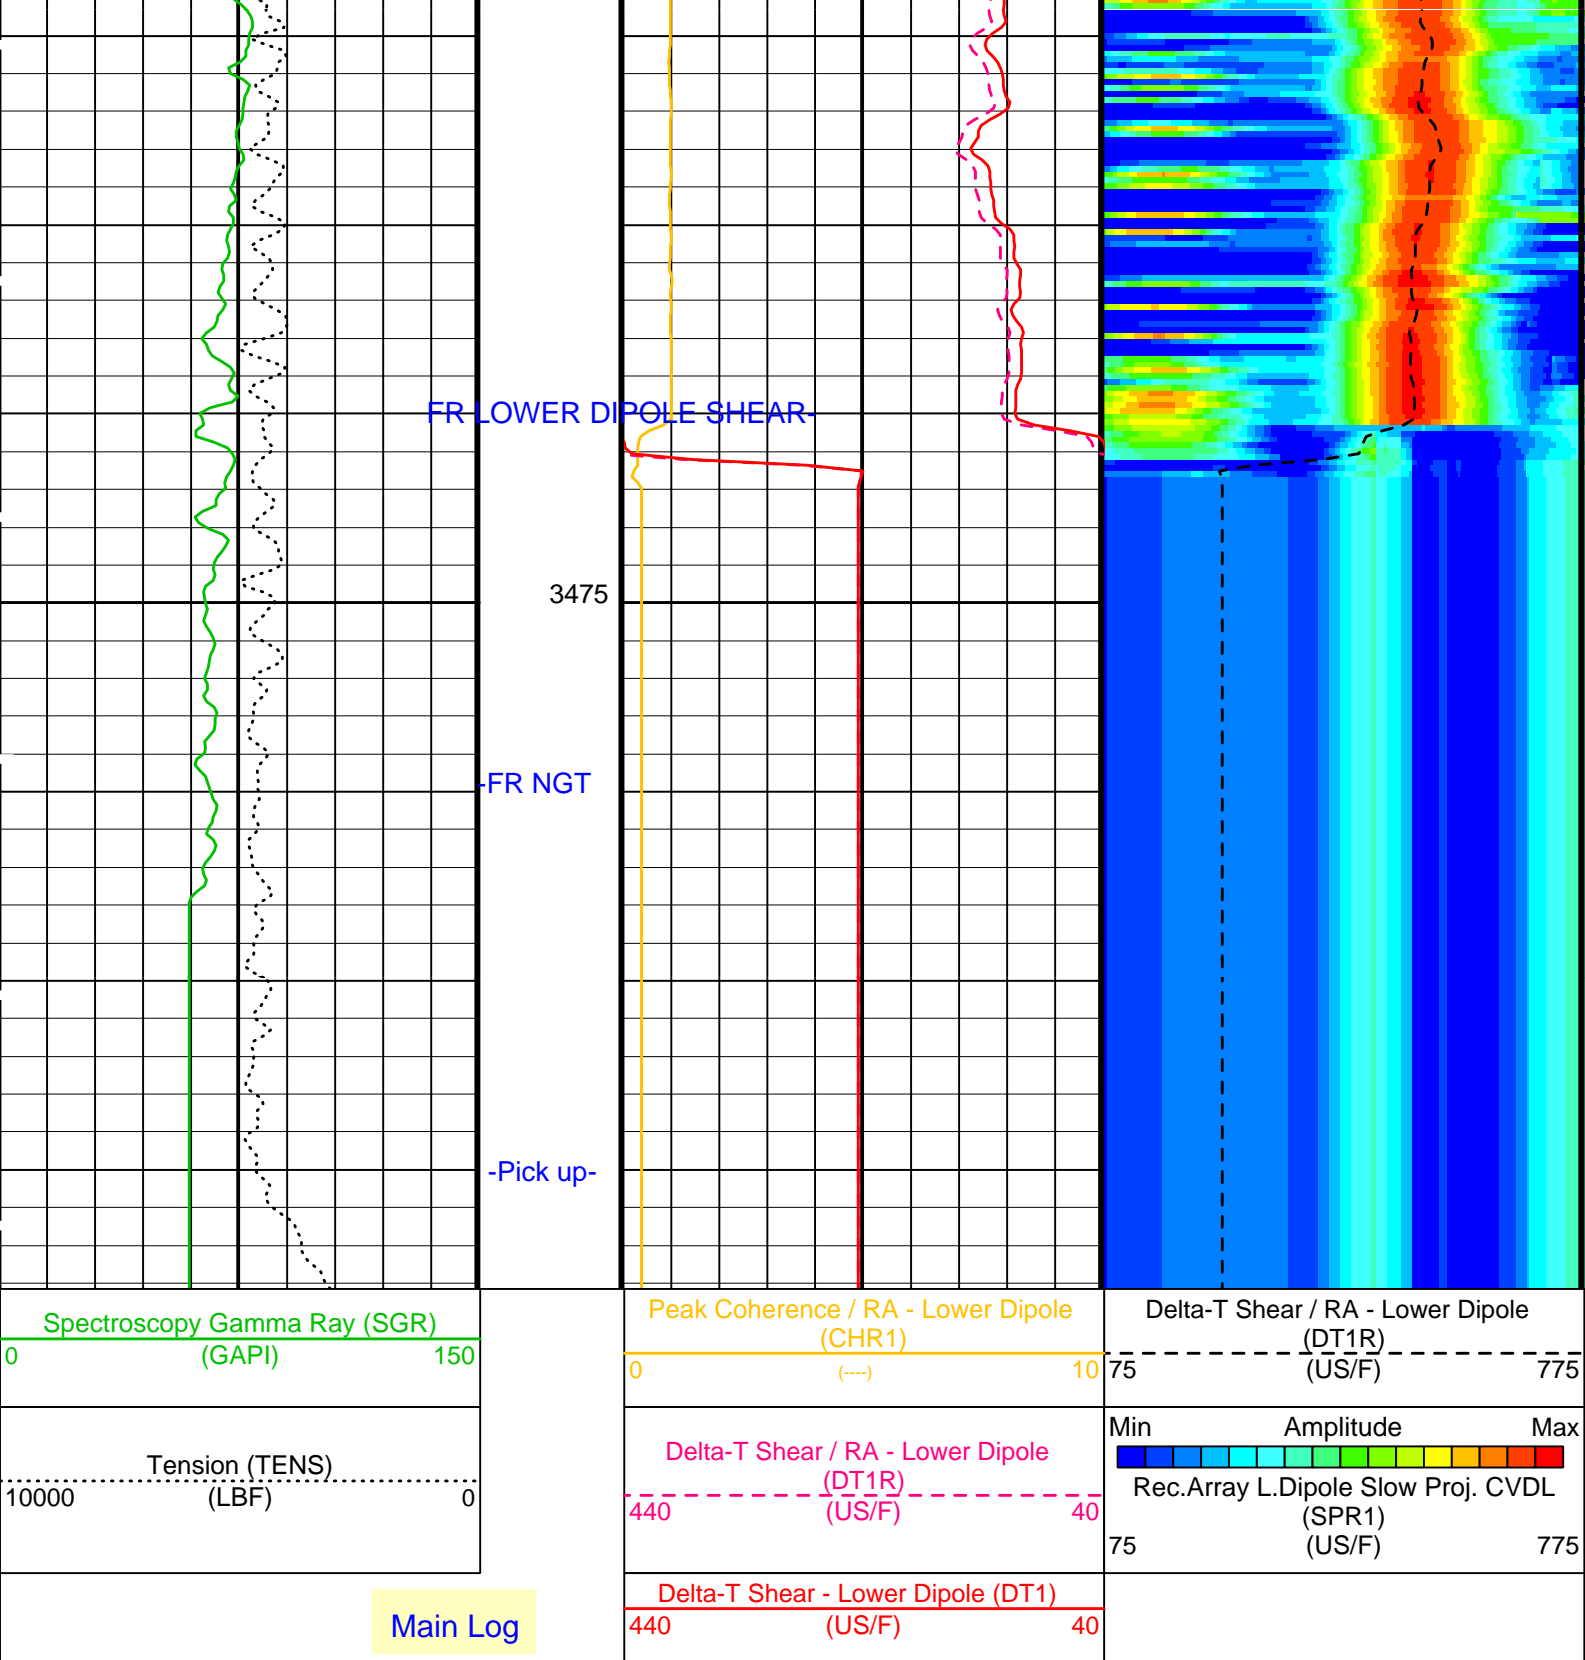 FR LOWER DIPOLE SHEAR-
3475
-FR NGT
-Pick up-
Spectroscopy Gamma Ray (SGR)
0 (GAPI) 150
Tension (TENS)
10000 (LBF) 0
Peak Coherence / RA - Lower Dipole
(CHR1)
0 (----) 10
Delta-T Shear / RA - Lower Dipole
(DT1R)
440 (US/F) 40
Delta-T Shear - Lower Dipole (DT1)
440 (US/F) 40
Delta-T Shear / RA - Lower Dipole
(DT1R)
75 (US/F) 775
Min Amplitude Max
Rec.Array L.Dipole Slow Proj. CVDL
(SPR1)
75 (US/F) 775
Main Log